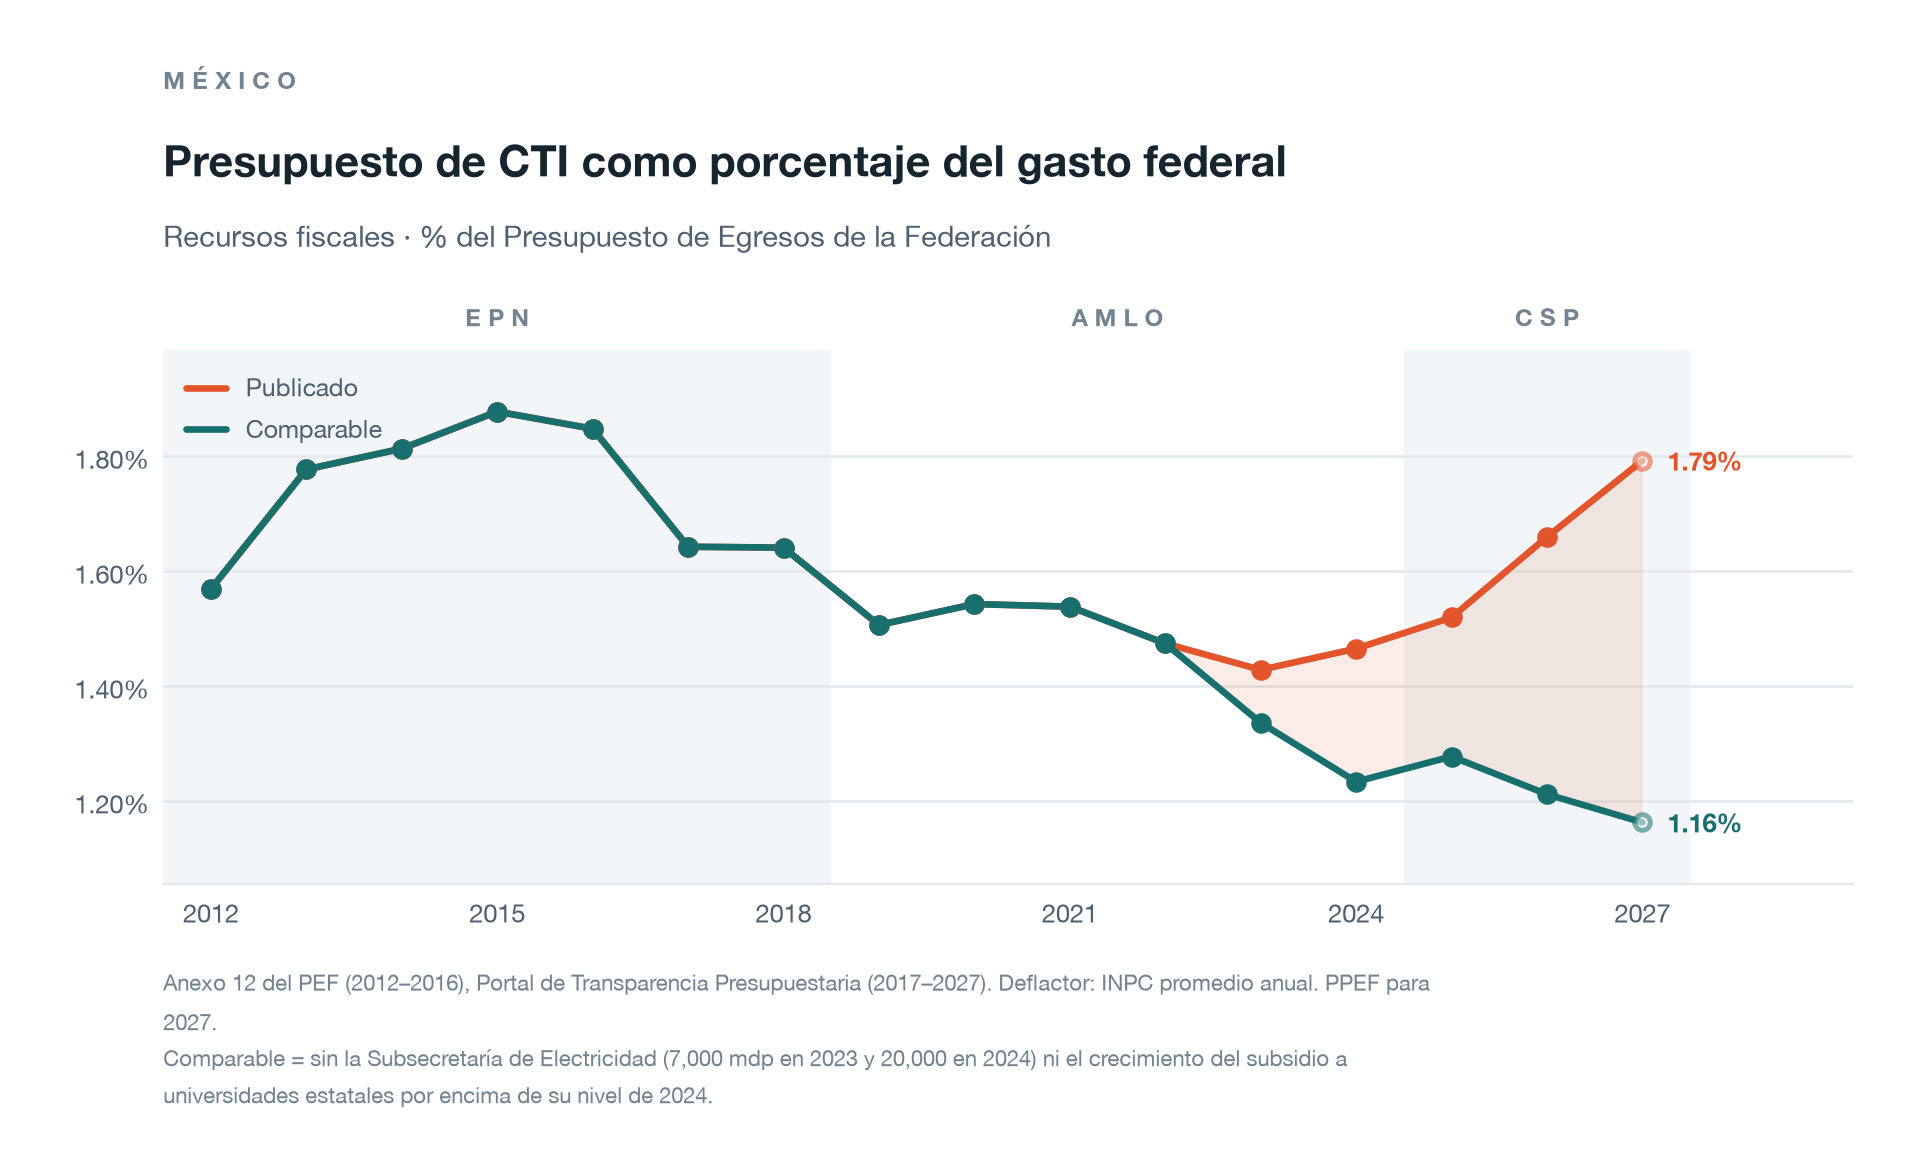 MÉXICO
Presupuesto de CTI como porcentaje del gasto federal
Recursos fiscales · % del Presupuesto de Egresos de la Federación
EPN AMLO CSP
Publicado
Comparable
1.80%
1.60%
1.40%
1.20%
1.79%
1.16%
2012 2015 2018 2021 2024 2027
Anexo 12 del PEF (2012–2016), Portal de Transparencia Presupuestaria (2017–2027). Deflactor: INPC promedio anual. PPEF para
2027.
Comparable = sin la Subsecretaría de Electricidad (7,000 mdp en 2023 y 20,000 en 2024) ni el crecimiento del subsidio a
universidades estatales por encima de su nivel de 2024.